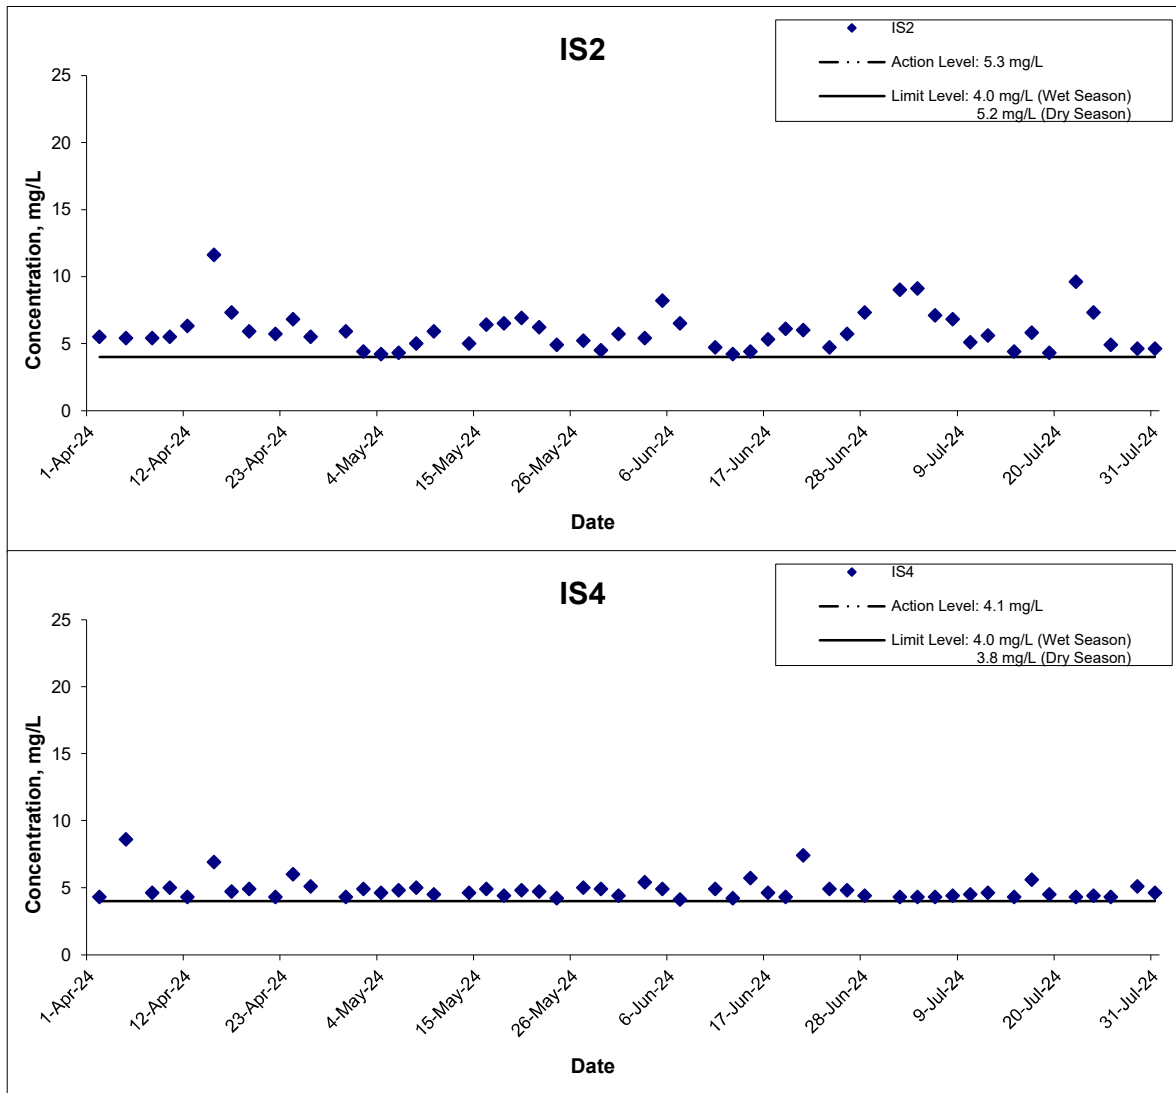 IS2
IS2
Action Level: 5.3 mg/L
Limit Level: 4.0 mg/L (Wet Season)
5.2 mg/L (Dry Season)
Concentration, mg/L
25
20
15
10
5
0
1-Apr-24
12-Apr-24
23-Apr-24
4-May-24
15-May-24
26-May-24
6-Jun-24
17-Jun-24
28-Jun-24
9-Jul-24
20-Jul-24
31-Jul-24
Date
IS4
IS4
Action Level: 4.1 mg/L
Limit Level: 4.0 mg/L (Wet Season)
3.8 mg/L (Dry Season)
Concentration, mg/L
25
20
15
10
5
0
1-Apr-24
12-Apr-24
23-Apr-24
4-May-24
15-May-24
26-May-24
6-Jun-24
17-Jun-24
28-Jun-24
9-Jul-24
20-Jul-24
31-Jul-24
Date